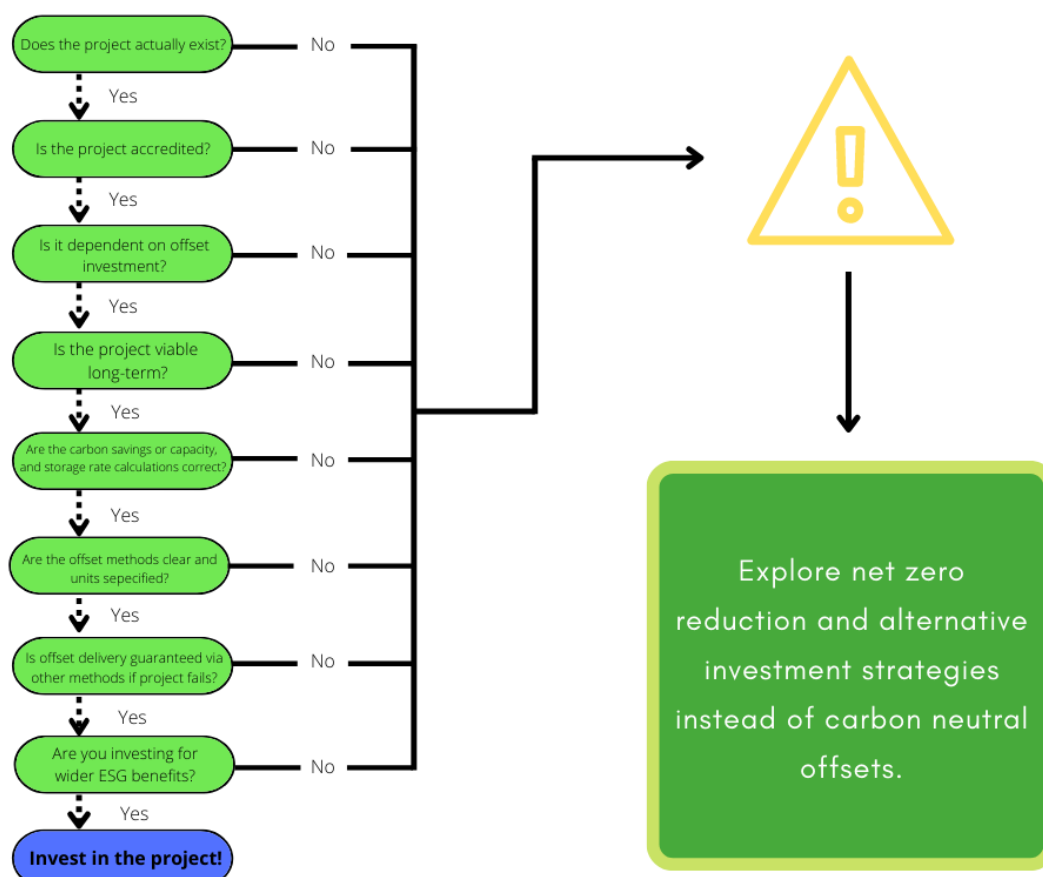 Does the project actually exist?
No
Yes
Is the project accredited?
No
Yes
Is it dependent on offset
investment?
No
Yes
Is the project viable
long-term?
No
Yes
Are the carbon savings or capacity,
and storage rate calculations correct?
No
Yes
Are the offset methods clear and
units sepecified?
No
Yes
Is offset delivery guaranteed via
other methods if project fails?
No
Yes
Are you investing for
wider ESG benefits?
No
Yes
Invest in the project!
!
Explore net zero
reduction and alternative
investment strategies
instead of carbon neutral
offsets.